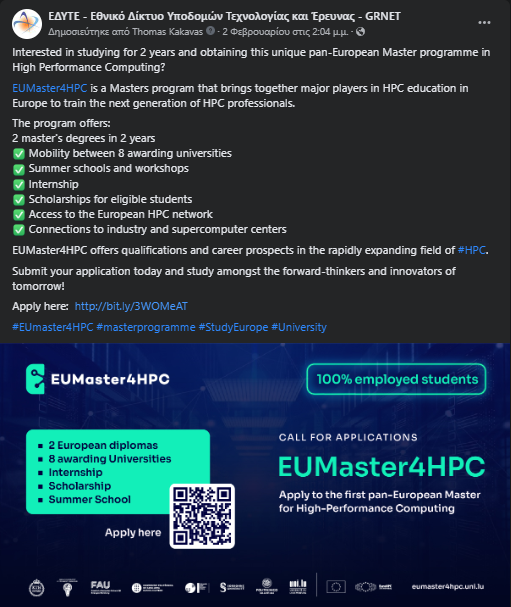 ΕΔΥΤΕ - Εθνικό Δίκτυο Υποδομών Τεχνολογίας και Έρευνας - GRNET
Δημοσιεύτηκε από Thomas Kakavas · 2 Φεβρουαρίου στις 2:04 μ.μ. ·
Interested in studying for 2 years and obtaining this unique pan-European Master programme in
High Performance Computing?
EUMaster4HPC is a Masters program that brings together major players in HPC education in
Europe to train the next generation of HPC professionals.
The program offers:
2 master's degrees in 2 years
✅ Mobility between 8 awarding universities
✅ Summer schools and workshops
✅ Internship
✅ Scholarships for eligible students
✅ Access to the European HPC network
✅ Connections to industry and supercomputer centers
EUMaster4HPC offers qualifications and career prospects in the rapidly expanding field of #HPC.
Submit your application today and study amongst the forward-thinkers and innovators of
tomorrow!
Apply here: http://bit.ly/3WOMeAT
#EUmaster4HPC #masterprogramme #StudyEurope #University
EUMaster4HPC
100% employed students
▪ 2 European diplomas
▪ 8 awarding Universities
▪ Internship
▪ Scholarship
▪ Summer School
Apply here
CALL FOR APPLICATIONS
EUMaster4HPC
Apply to the first pan-European Master
for High-Performance Computing
KTH
FAU
uni.lu
eumaster4hpc.uni.lu